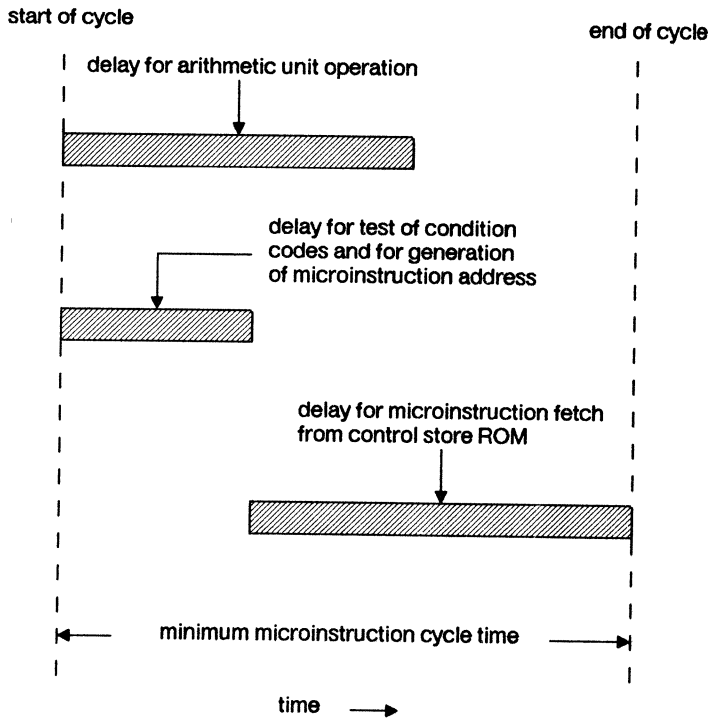 start of cycle
end of cycle
delay for arithmetic unit operation
delay for test of condition
codes and for generation
of microinstruction address
delay for microinstruction fetch
from control store ROM
minimum microinstruction cycle time
time